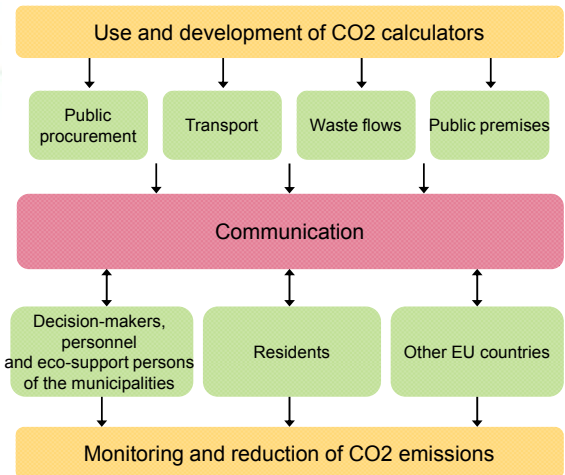 Use and development of CO2 calculators
Public
procurement
Transport
Waste flows
Public premises
Communication
Decision-makers,
personnel
and eco-support persons
of the municipalities
Residents
Other EU countries
Monitoring and reduction of CO2 emissions